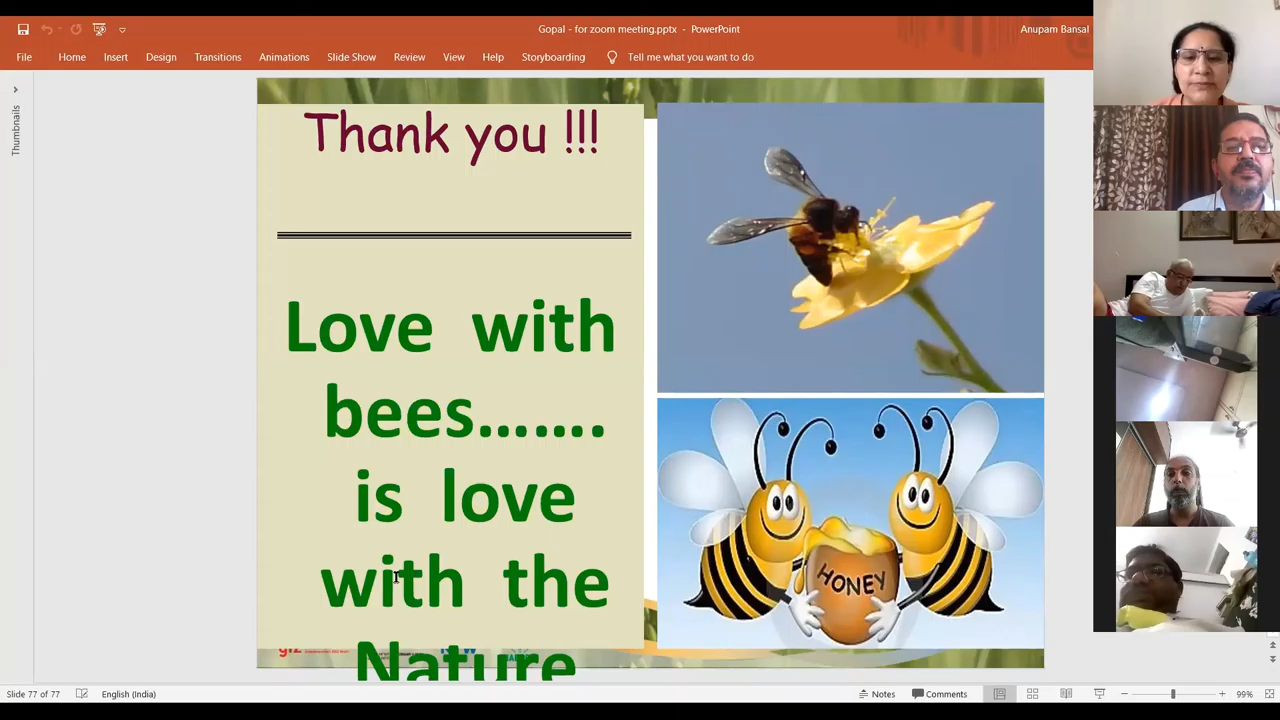 Gopal - for zoom meeting.pptx - PowerPoint
Anupam Bansal
File Home Insert Design Transitions Animations Slide Show Review View Help Storyboarding Tell me what you want to do
Thumbnails
Thank you !!!
Love with
bees.......
is love
with the
Nature
HONEY
giz
Slide 77 of 77 English (India) Notes Comments 99%